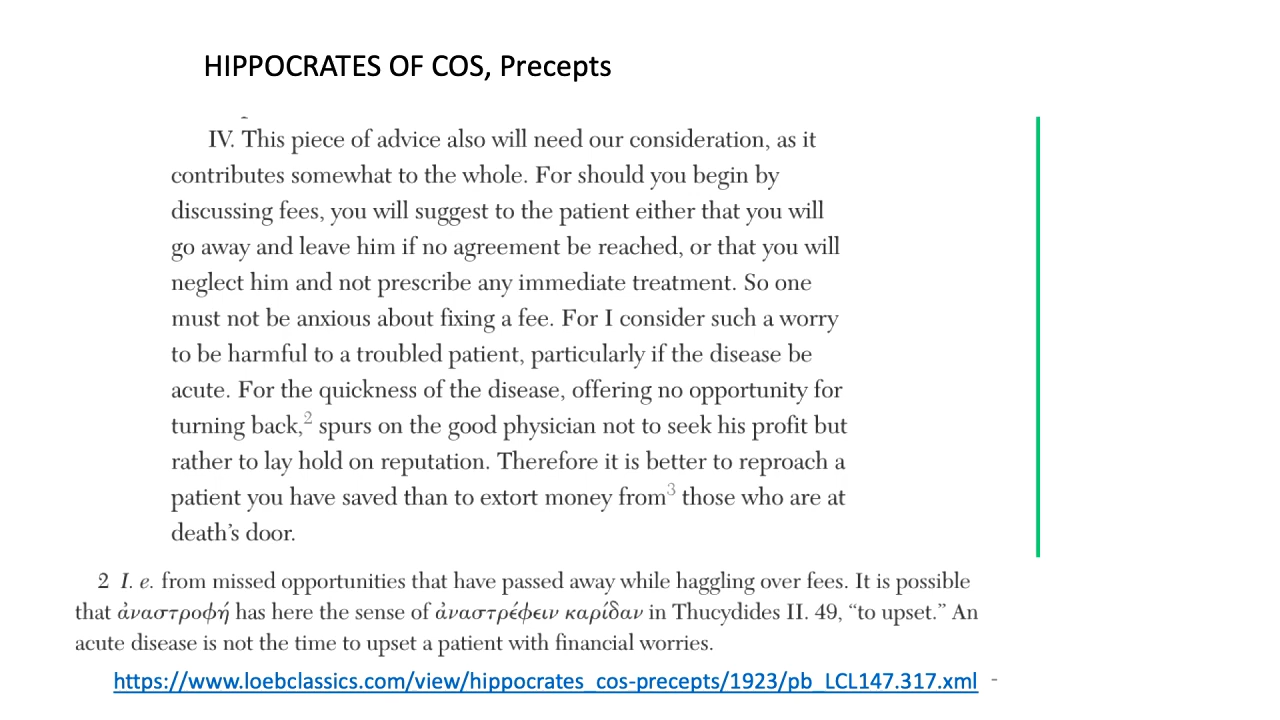 HIPPOCRATES OF COS, Precepts
IV. This piece of advice also will need our consideration, as it
contributes somewhat to the whole. For should you begin by
discussing fees, you will suggest to the patient either that you will
go away and leave him if no agreement be reached, or that you will
neglect him and not prescribe any immediate treatment. So one
must not be anxious about fixing a fee. For I consider such a worry
to be harmful to a troubled patient, particularly if the disease be
acute. For the quickness of the disease, offering no opportunity for
turning back,² spurs on the good physician not to seek his profit but
rather to lay hold on reputation. Therefore it is better to reproach a
patient you have saved than to extort money from³ those who are at
death’s door.
2 I. e. from missed opportunities that have passed away while haggling over fees. It is possible
that ἀναστροφή has here the sense of ἀναστρέφειν καρίδαν in Thucydides II. 49, “to upset.” An
acute disease is not the time to upset a patient with financial worries.
https://www.loebclassics.com/view/hippocrates_cos-precepts/1923/pb_LCL147.317.xml -